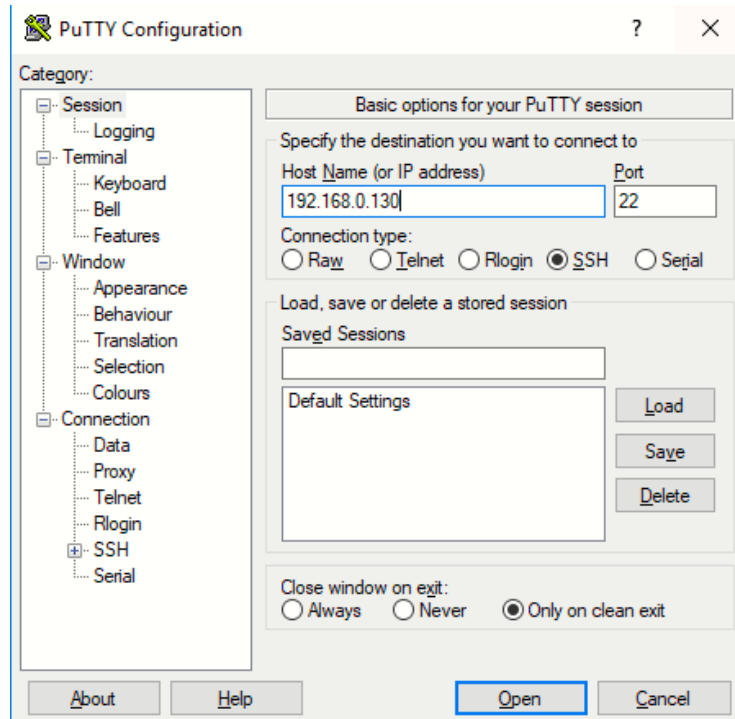 PuTTY Configuration
?
Category:
Session
Logging
Terminal
Keyboard
Bell
Features
Window
Appearance
Behaviour
Translation
Selection
Colours
Connection
Data
Proxy
Telnet
Rlogin
SSH
Serial
Basic options for your PuTTY session
Specify the destination you want to connect to
Host Name (or IP address) Port
192.168.0.130 22
Connection type:
Raw Telnet Rlogin SSH Serial
Load, save or delete a stored session
Saved Sessions
Default Settings
Load
Save
Delete
Close window on exit:
Always Never Only on clean exit
About Help Open Cancel